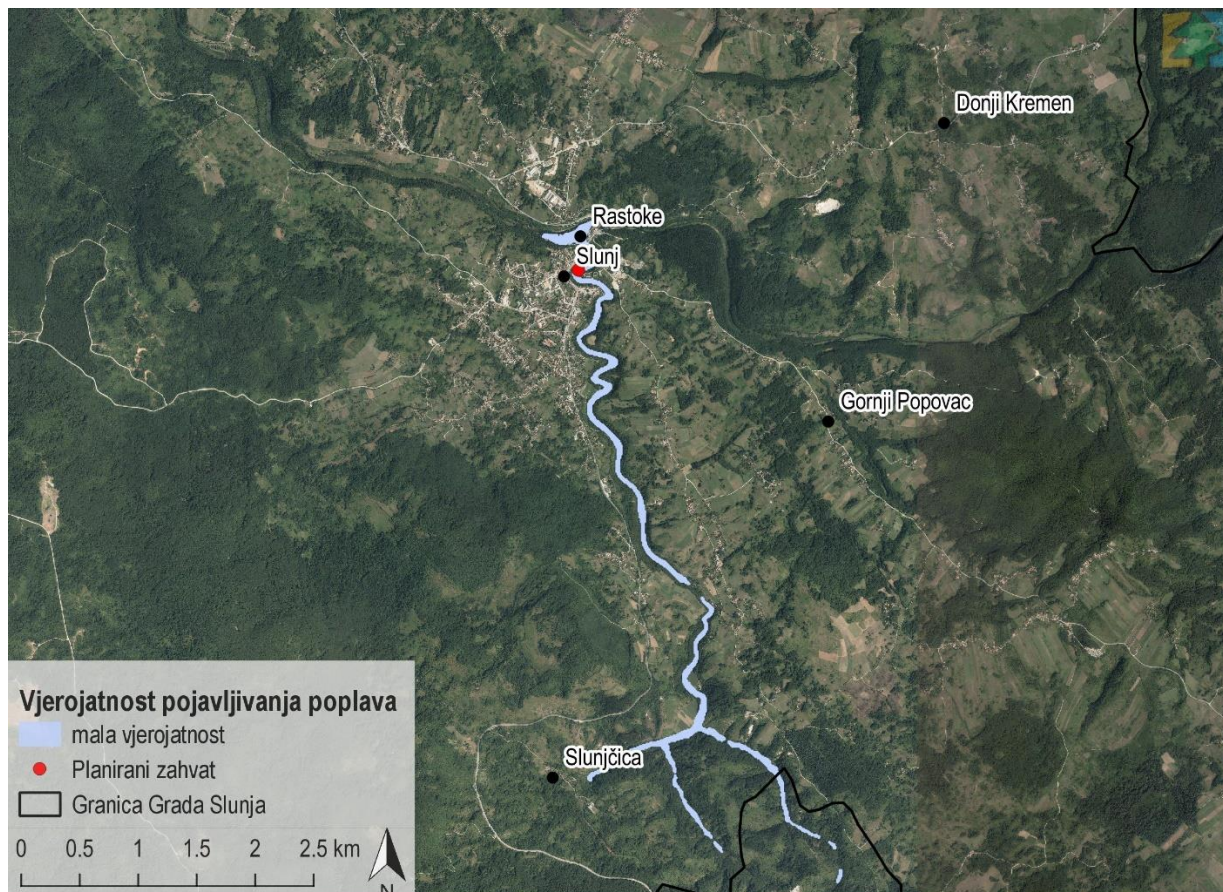 Donji Kremen
Rastoke
Slunj
Gornji Popovac
Slunjčica
Vjerojatnost pojavljivanja poplava
mala vjerojatnost
Planirani zahvat
Granica Grada Slunja
0 0.5 1 1.5 2 2.5 km
N